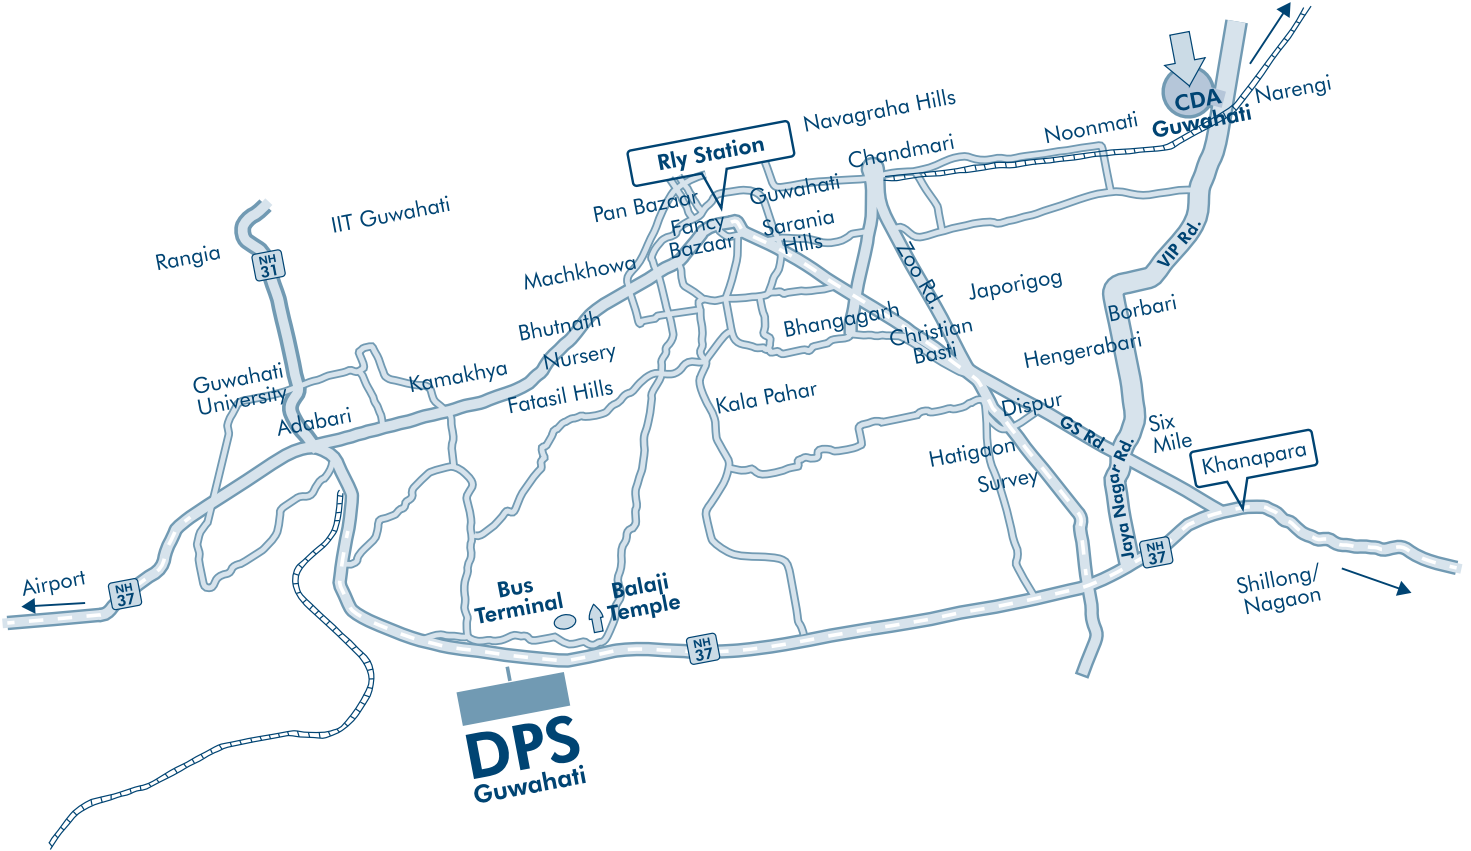 CDA
Guwahati
Narengi
Navagraha Hills
Noonmati
Rly Station
Chandmari
Guwahati
Pan Bazaar
Fancy
Bazaar
Sarania
Hills
IIT Guwahati
Rangia
NH
31
Machkhowa
Zoo Rd.
VIP Rd.
Japorigog
Borbari
Bhutnath
Bhangagarh
Christian
Basti
Hengerabari
Nursery
Guwahati
University
Kamakhya
Fatasil Hills
Kala Pahar
Adabari
Dispur
GS Rd.
Six
Mile
Hatigaon
Survey
Jaya Nagar Rd.
Khanapara
NH
37
Shillong/
Nagaon
Airport
NH
37
Bus
Terminal
Balaji
Temple
NH
37
DPS
Guwahati